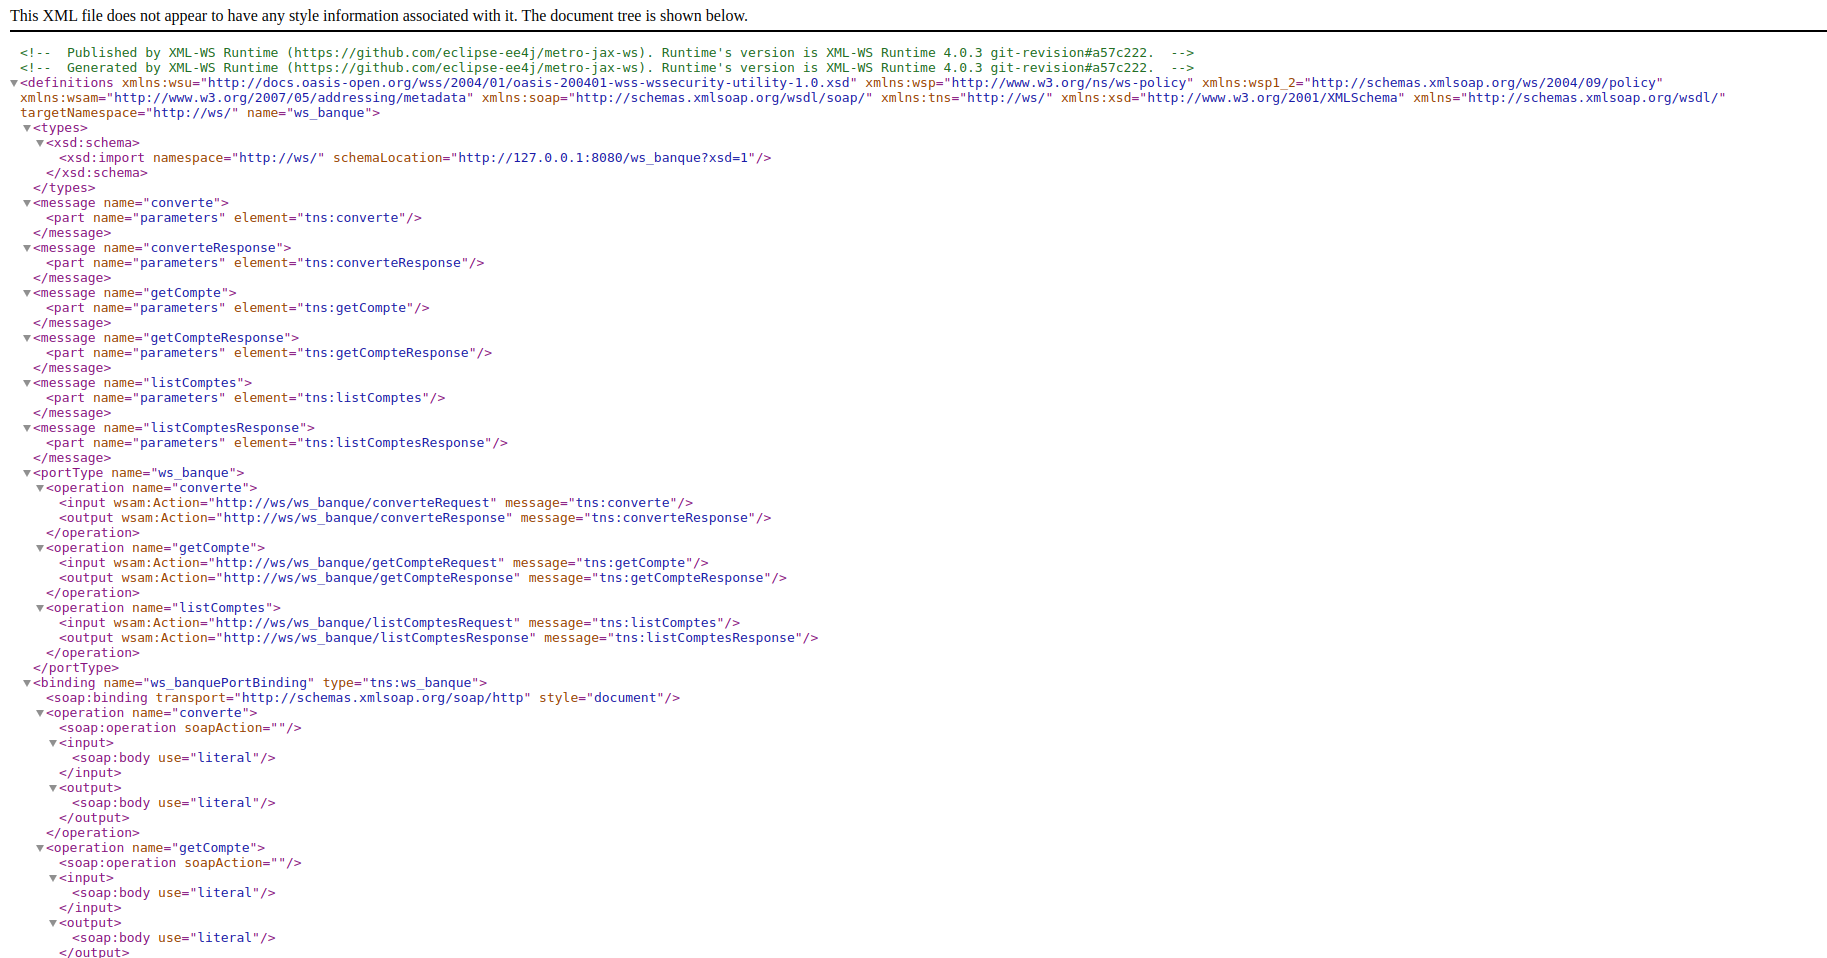 This XML file does not appear to have any style information associated with it. The document tree is shown below.
<!--  Published by XML-WS Runtime (https://github.com/eclipse-ee4j/metro-jax-ws). Runtime's version is XML-WS Runtime 4.0.3 git-revision#a57c222.  -->
<!--  Generated by XML-WS Runtime (https://github.com/eclipse-ee4j/metro-jax-ws). Runtime's version is XML-WS Runtime 4.0.3 git-revision#a57c222.  -->
▼<definitions xmlns:wsu="http://docs.oasis-open.org/wss/2004/01/oasis-200401-wss-wssecurity-utility-1.0.xsd" xmlns:wsp="http://www.w3.org/ns/ws-policy" xmlns:wsp1_2="http://schemas.xmlsoap.org/ws/2004/09/policy"
xmlns:wsam="http://www.w3.org/2007/05/addressing/metadata" xmlns:soap="http://schemas.xmlsoap.org/wsdl/soap/" xmlns:tns="http://ws/" xmlns:xsd="http://www.w3.org/2001/XMLSchema" xmlns="http://schemas.xmlsoap.org/wsdl/"
targetNamespace="http://ws/" name="ws_banque">
▼<types>
▼<xsd:schema>
<xsd:import namespace="http://ws/" schemaLocation="http://127.0.0.1:8080/ws_banque?xsd=1"/>
</xsd:schema>
</types>
▼<message name="converte">
<part name="parameters" element="tns:converte"/>
</message>
▼<message name="converteResponse">
<part name="parameters" element="tns:converteResponse"/>
</message>
▼<message name="getCompte">
<part name="parameters" element="tns:getCompte"/>
</message>
▼<message name="getCompteResponse">
<part name="parameters" element="tns:getCompteResponse"/>
</message>
▼<message name="listComptes">
<part name="parameters" element="tns:listComptes"/>
</message>
▼<message name="listComptesResponse">
<part name="parameters" element="tns:listComptesResponse"/>
</message>
▼<portType name="ws_banque">
▼<operation name="converte">
<input wsam:Action="http://ws/ws_banque/converteRequest" message="tns:converte"/>
<output wsam:Action="http://ws/ws_banque/converteResponse" message="tns:converteResponse"/>
</operation>
▼<operation name="getCompte">
<input wsam:Action="http://ws/ws_banque/getCompteRequest" message="tns:getCompte"/>
<output wsam:Action="http://ws/ws_banque/getCompteResponse" message="tns:getCompteResponse"/>
</operation>
▼<operation name="listComptes">
<input wsam:Action="http://ws/ws_banque/listComptesRequest" message="tns:listComptes"/>
<output wsam:Action="http://ws/ws_banque/listComptesResponse" message="tns:listComptesResponse"/>
</operation>
</portType>
▼<binding name="ws_banquePortBinding" type="tns:ws_banque">
<soap:binding transport="http://schemas.xmlsoap.org/soap/http" style="document"/>
▼<operation name="converte">
<soap:operation soapAction=""/>
▼<input>
<soap:body use="literal"/>
</input>
▼<output>
<soap:body use="literal"/>
</output>
</operation>
▼<operation name="getCompte">
<soap:operation soapAction=""/>
▼<input>
<soap:body use="literal"/>
</input>
▼<output>
<soap:body use="literal"/>
</output>